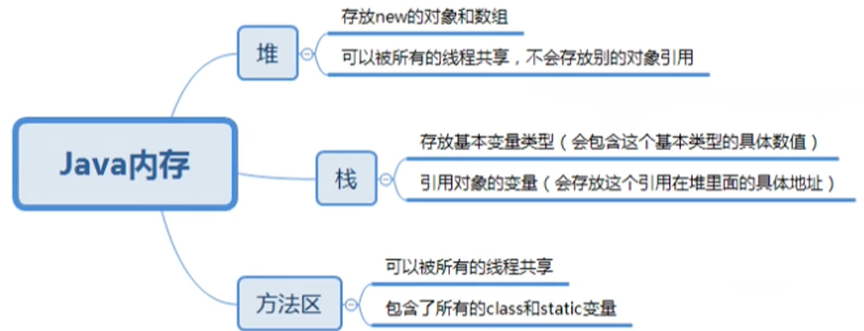 Java内存
堆
存放new的对象和数组
可以被所有的线程共享，不会存放别的对象引用
栈
存放基本变量类型（会包含这个基本类型的具体数值）
引用对象的变量（会存放这个引用在堆里面的具体地址）
方法区
可以被所有的线程共享
包含了所有的class和static变量